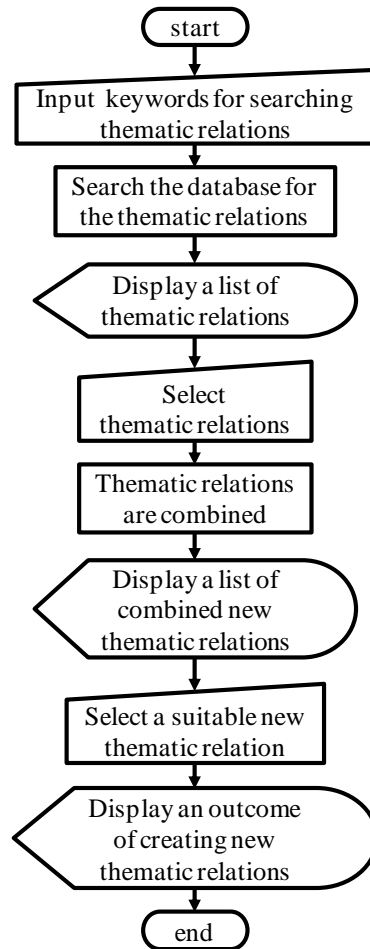 start
Input keywords for searching
thematic relations
Search the database for
the thematic relations
Display a list of
thematic relations
Select
thematic relations
Thematic relations
are combined
Display a list of
combined new
thematic relations
Select a suitable new
thematic relation
Display an outcome
of creating new
thematic relations
end